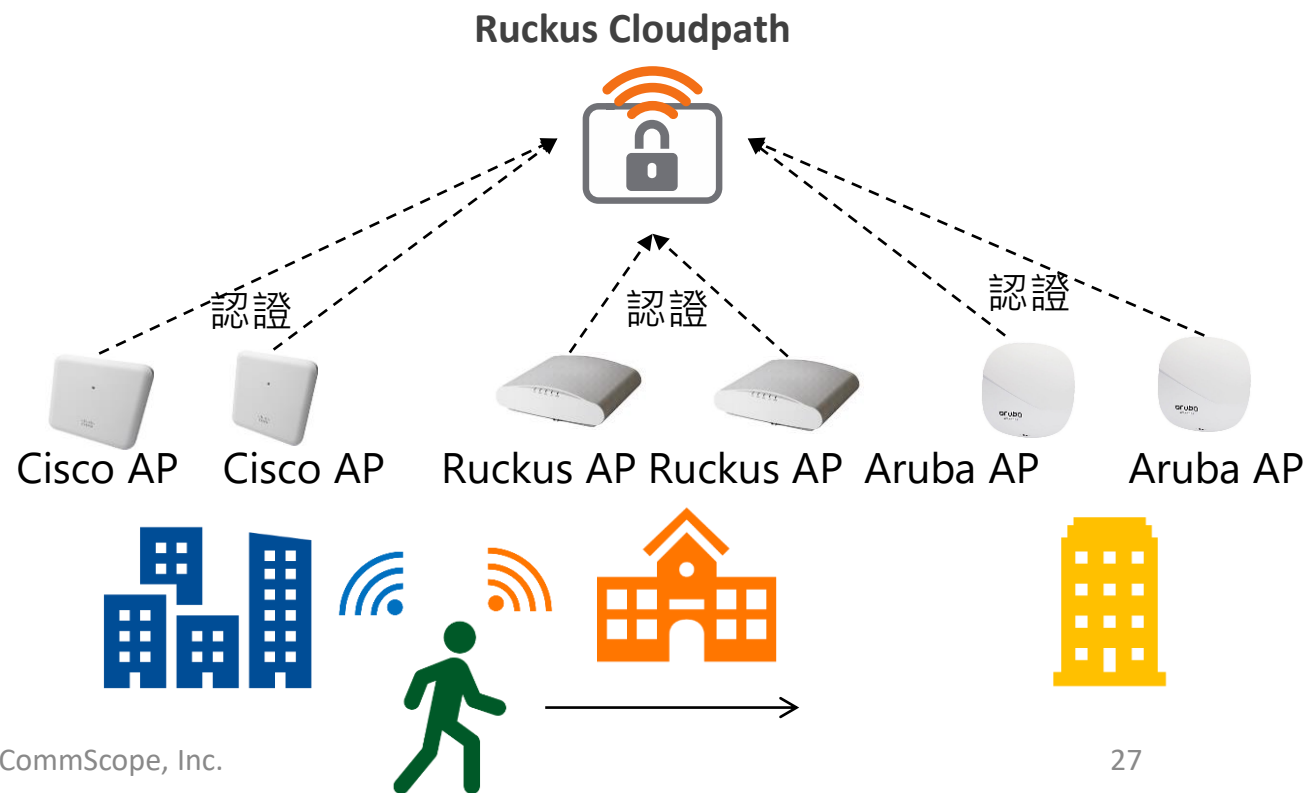 Ruckus Cloudpath
認證
認證
認證
Cisco AP
Cisco AP
Ruckus AP
Ruckus AP
Aruba AP
Aruba AP
CommScope, Inc.
27